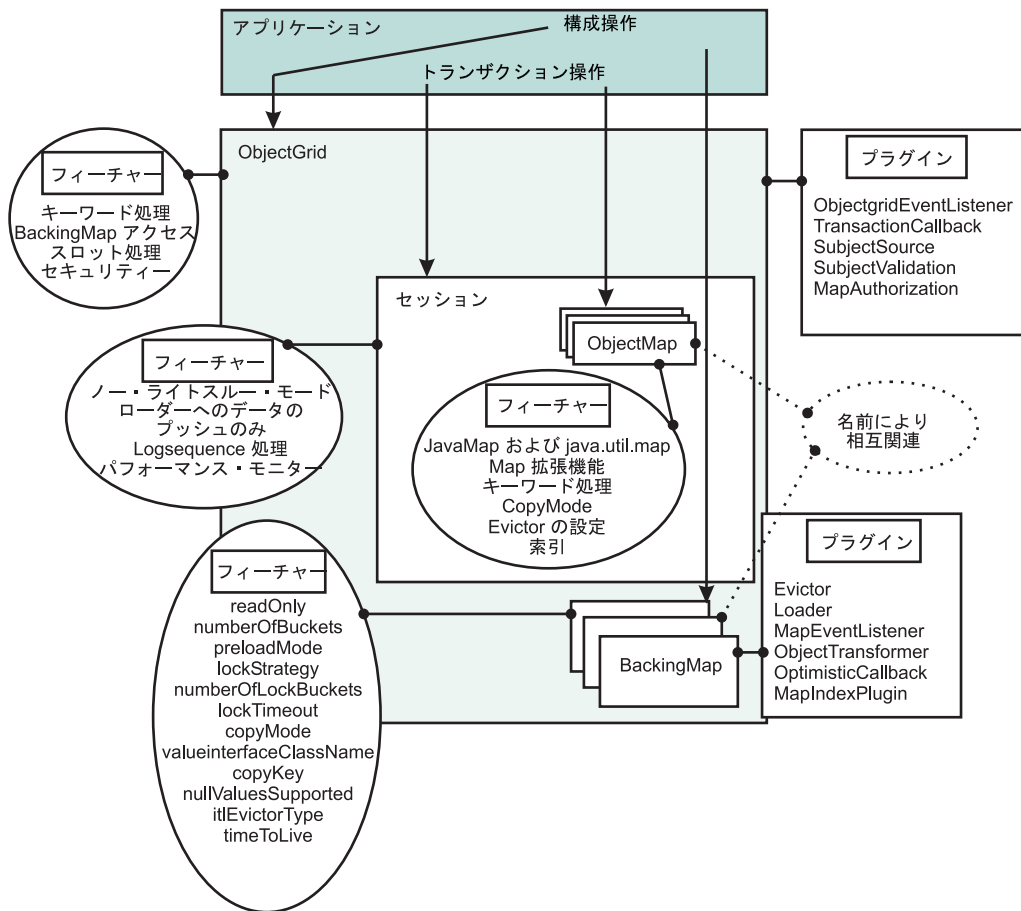 アプリケーション
構成操作
トランザクション操作
ObjectGrid
フィーチャー
キーワード処理
BackingMap アクセス
スロット処理
セキュリティー
プラグイン
ObjectgridEventListener
TransactionCallback
SubjectSource
SubjectValidation
MapAuthorization
セッション
ObjectMap
フィーチャー
ノー・ライトスルー・モード
ローダーへのデータの
プッシュのみ
Logsequence 処理
パフォーマンス・モニター
フィーチャー
JavaMap および java.util.map
Map 拡張機能
キーワード処理
CopyMode
Evictor の設定
索引
名前により
相互関連
フィーチャー
readOnly
numberOfBuckets
preloadMode
lockStrategy
numberOfLockBuckets
lockTimeout
copyMode
valueinterfaceClassName
copyKey
nullValuesSupported
itlEvictorType
timeToLive
BackingMap
プラグイン
Evictor
Loader
MapEventListener
ObjectTransformer
OptimisticCallback
MapIndexPlugin